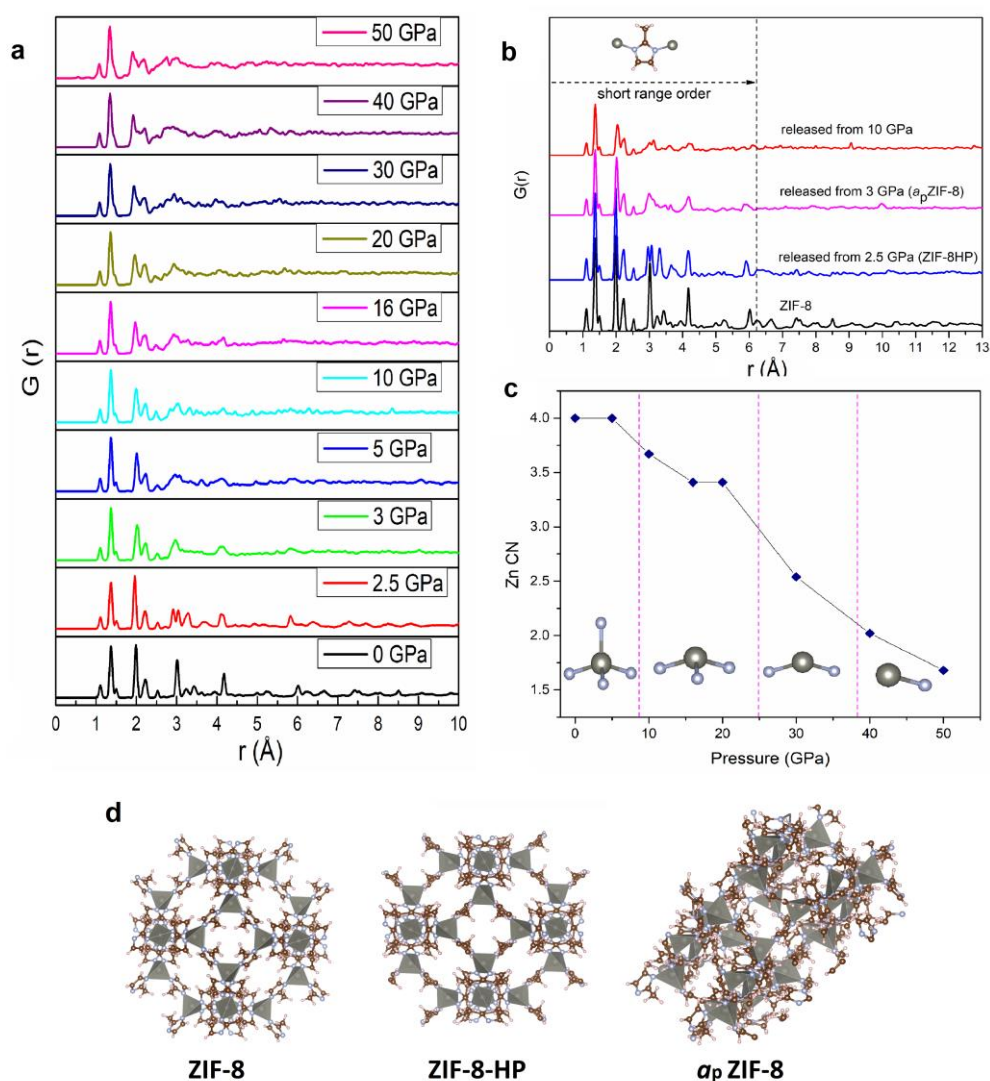 a
50 GPa
40 GPa
30 GPa
20 GPa
16 GPa
10 GPa
5 GPa
3 GPa
2.5 GPa
0 GPa
G (r)
0 1 2 3 4 5 6 7 8 9 10
r (Å)
b
short range order
released from 10 GPa
released from 3 GPa (apZIF-8)
released from 2.5 GPa (ZIF-8HP)
ZIF-8
G(r)
0 1 2 3 4 5 6 7 8 9 10 11 12 13
r (Å)
c
4.0
3.5
3.0
2.5
2.0
1.5
Zn CN
0 10 20 30 40 50
Pressure (GPa)
d
ZIF-8 ZIF-8-HP ap ZIF-8